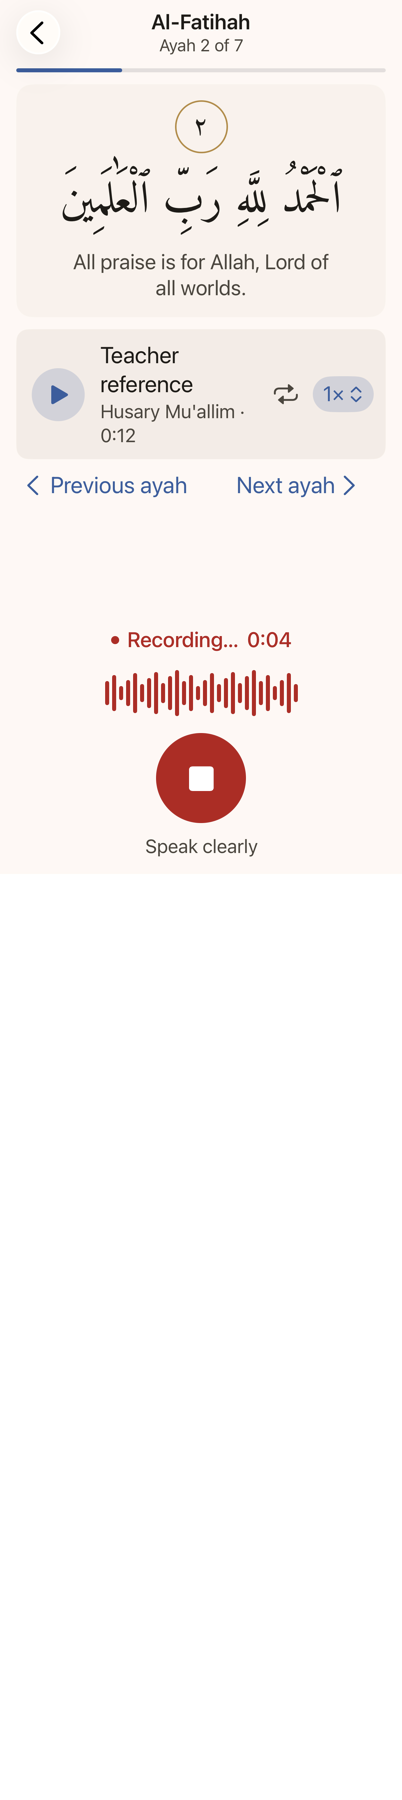 Al-Fatihah
Ayah 2 of 7
٢
ٱلْحَمْدُ لِلَّهِ رَبِّ ٱلْعَٰلَمِينَ
All praise is for Allah, Lord of
all worlds.
Teacher
reference
Husary Mu'allim ·
0:12
1×
Previous ayah
Next ayah
Recording... 0:04
Speak clearly